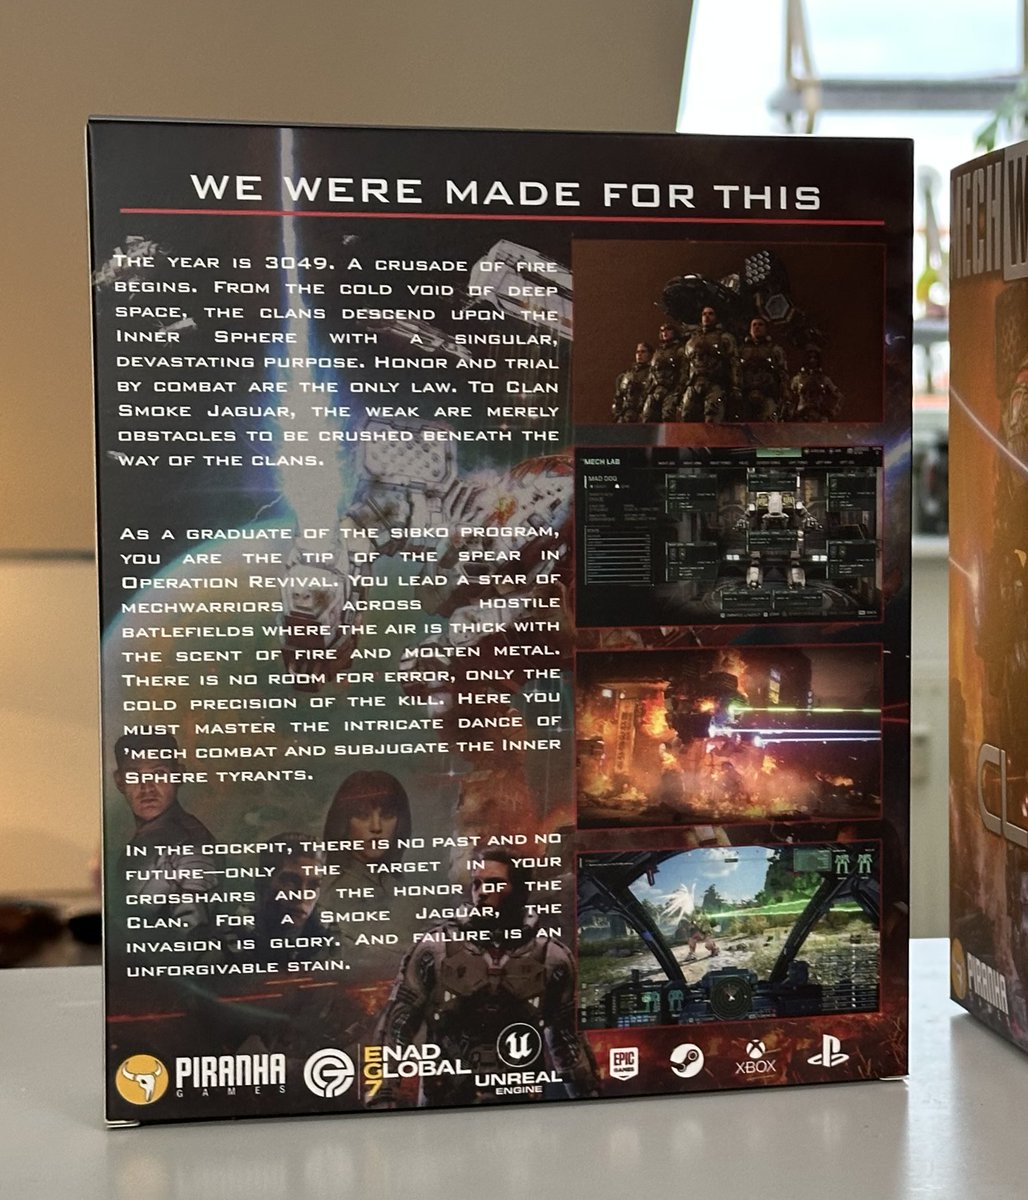 WE WERE MADE FOR THIS
THE YEAR IS 3049. A CRUSADE OF FIRE
BEGINS. FROM THE COLD VOID OF DEEP
SPACE, THE CLANS DESCEND UPON THE
INNER SPHERE WITH A SINGULAR,
DEVASTATING PURPOSE. HONOR AND TRIAL
BY COMBAT ARE THE ONLY LAW. TO CLAN
SMOKE JAGUAR, THE WEAK ARE MERELY
OBSTACLES TO BE CRUSHED BENEATH THE
WAY OF THE CLANS.
AS A GRADUATE OF THE SIBKO PROGRAM,
YOU ARE THE TIP OF THE SPEAR IN
OPERATION REVIVAL. YOU LEAD A STAR OF
MECHWARRIORS ACROSS HOSTILE
BATLEFIELDS WHERE THE AIR IS THICK WITH
THE SCENT OF FIRE AND MOLTEN METAL.
THERE IS NO ROOM FOR ERROR, ONLY THE
COLD PRECISION OF THE KILL. HERE YOU
MUST MASTER THE INTRICATE DANCE OF
'MECH COMBAT AND SUBJUGATE THE INNER
SPHERE TYRANTS.
IN THE COCKPIT, THERE IS NO PAST AND NO
FUTURE—ONLY THE TARGET IN YOUR
CROSSHAIRS AND THE HONOR OF THE
CLAN. FOR A SMOKE JAGUAR, THE
INVASION IS GLORY. AND FAILURE IS AN
UNFORGIVABLE STAIN.
'MECH LAB
MAD DOG
PIRANHA
GAMES
ENAD
GLOBAL
7
UNREAL
ENGINE
EPIC
GAMES
XBOX
MECHW
CL
PIRANHA